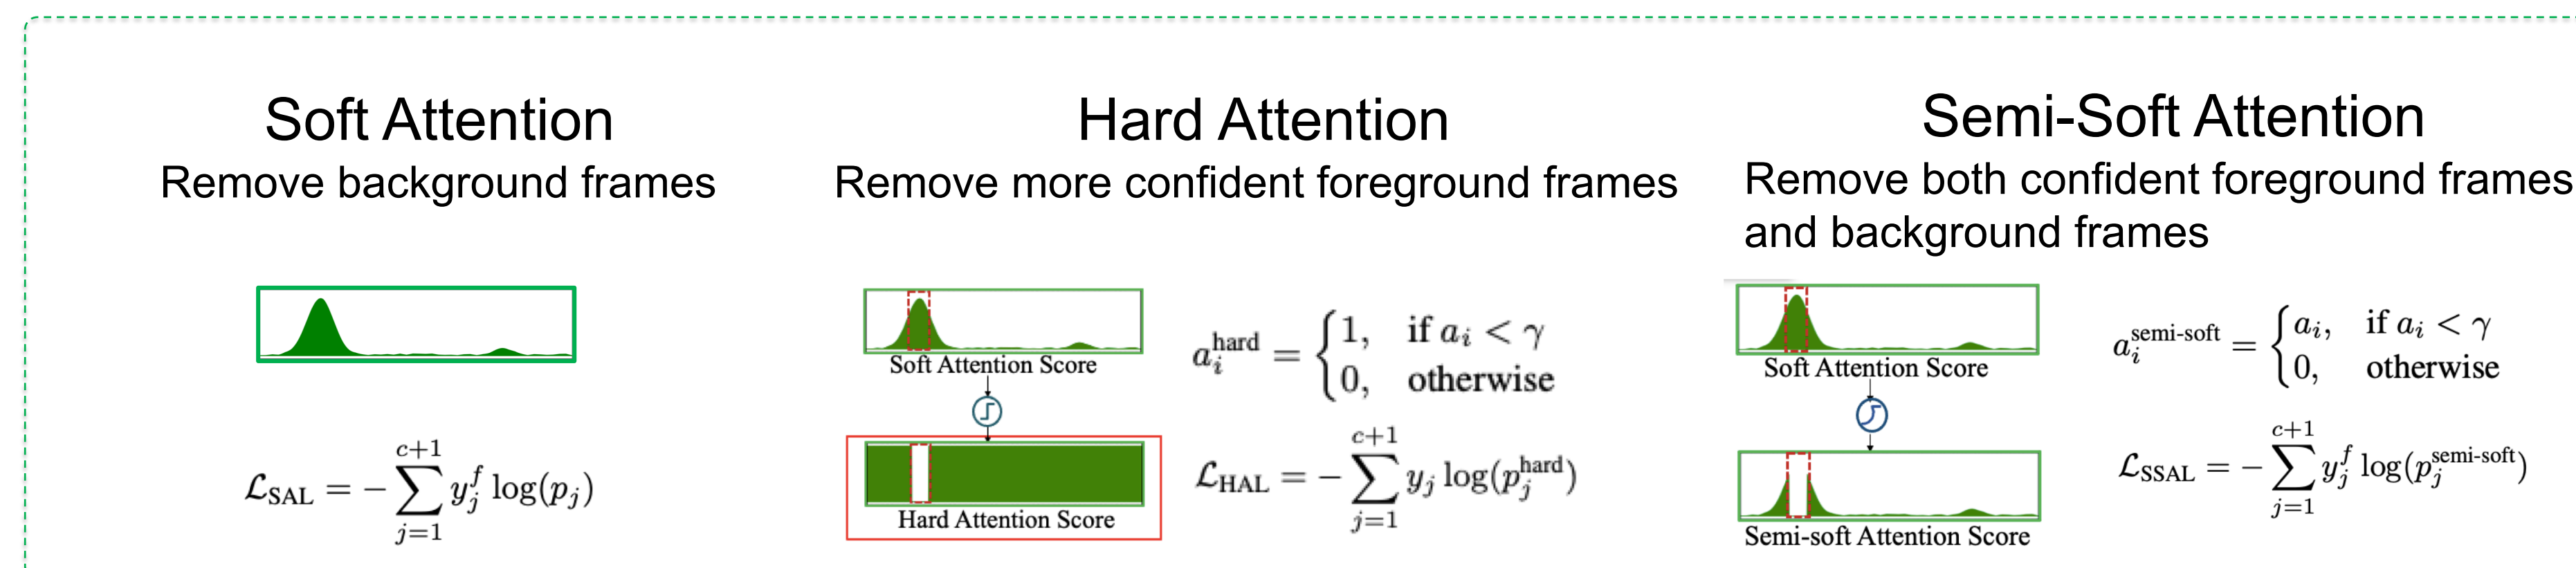 Soft Attention
Remove background frames
L_SAL = − ∑_{j=1}^{c+1} y_j^f log(p_j)
Hard Attention
Remove more confident foreground frames
Soft Attention Score
Hard Attention Score
a_i^hard = { 1, if a_i < γ
0, otherwise
L_HAL = − ∑_{j=1}^{c+1} y_j log(p_j^hard)
Semi-Soft Attention
Remove both confident foreground frames
and background frames
Soft Attention Score
Semi-soft Attention Score
a_i^semi-soft = { a_i, if a_i < γ
0, otherwise
L_SSAL = − ∑_{j=1}^{c+1} y_j^f log(p_j^semi-soft)